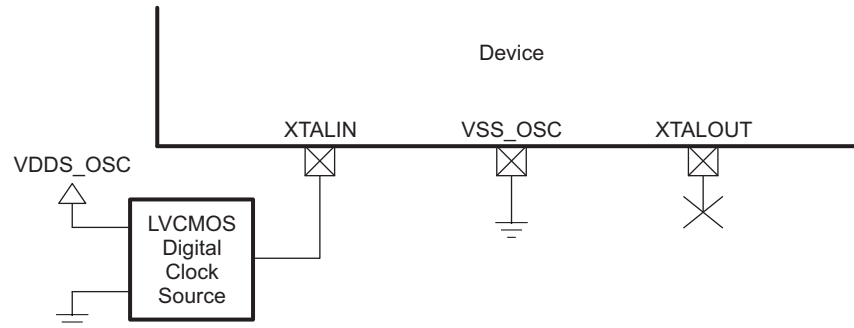 Device
XTALIN
VSS_OSC
XTALOUT
VDDS_OSC
LVCMOS
Digital
Clock
Source